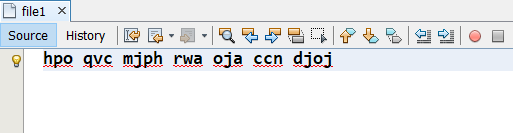 file1
Source History
hpo qvc mjph rwa oja ccn djoj